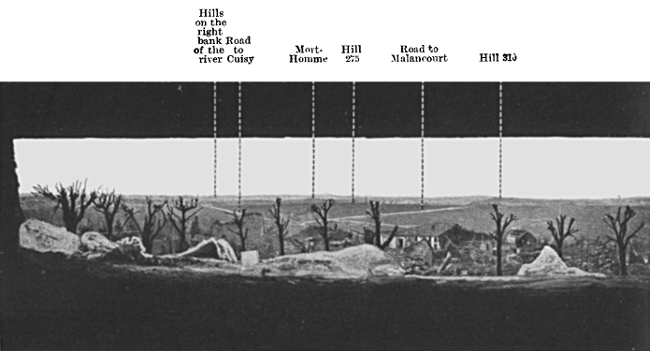 Hills
on the
right
bank
of the
river
Road
to
Cuisy
Mort-
Homme
Hill
275
Road to
Malancourt
Hill 310